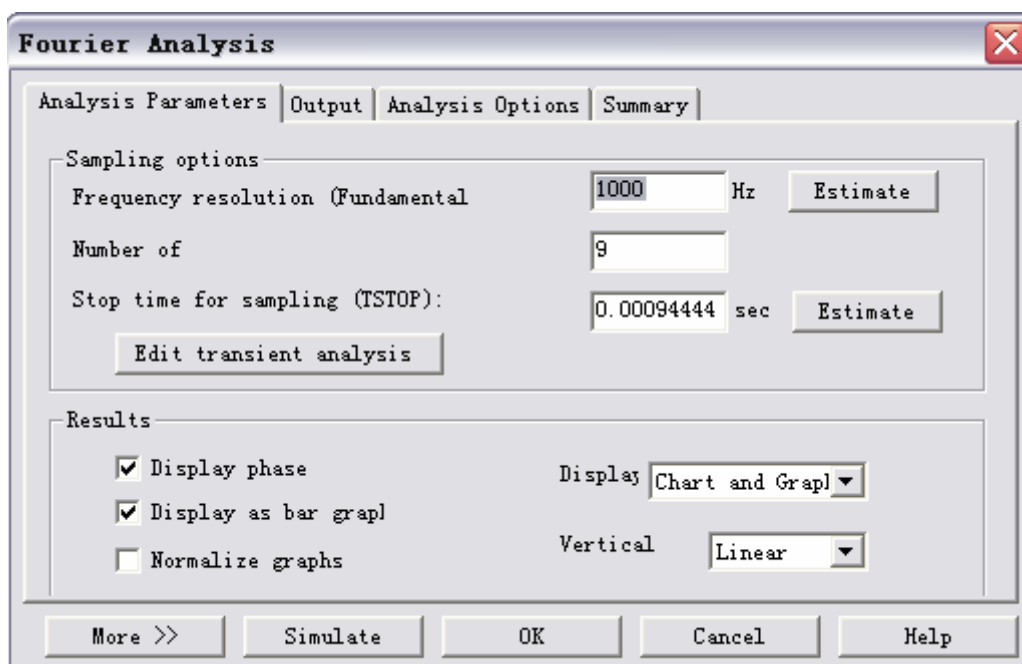 Fourier Analysis
Analysis Parameters Output Analysis Options Summary
Sampling options
Frequency resolution (Fundamental 1000 Hz Estimate
Number of 9
Stop time for sampling (TSTOP): 0.00094444 sec Estimate
Edit transient analysis
Results
Display phase Display Chart and Grapl
Display as bar grapl
Vertical Linear
Normalize graphs
More >> Simulate OK Cancel Help